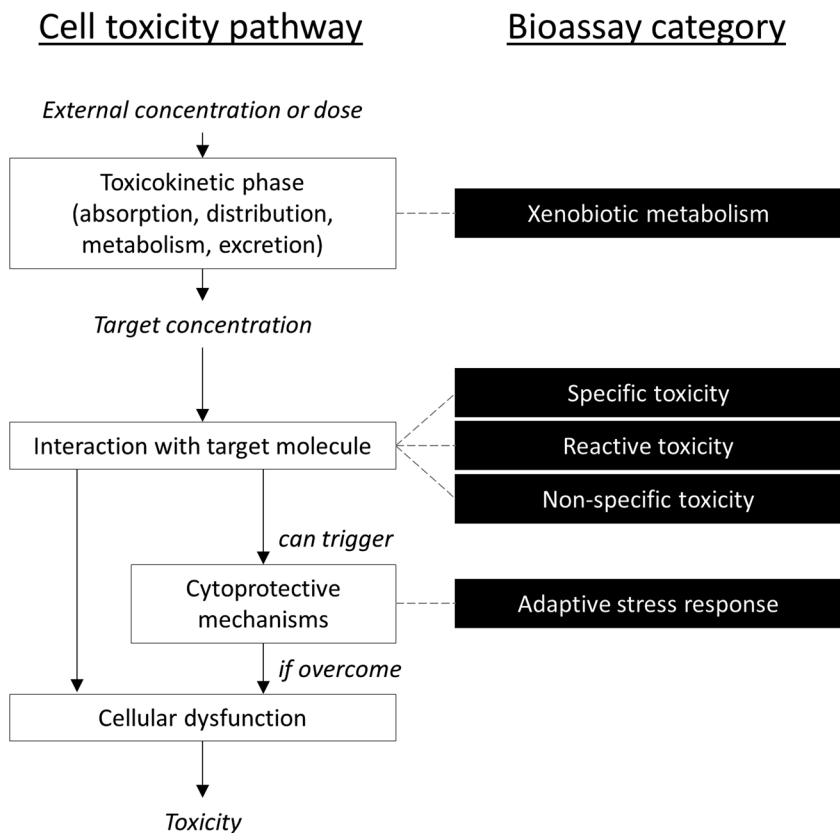 Cell toxicity pathway
Bioassay category
External concentration or dose
Toxicokinetic phase
(absorption, distribution,
metabolism, excretion)
Xenobiotic metabolism
Target concentration
Specific toxicity
Interaction with target molecule
Reactive toxicity
Non-specific toxicity
can trigger
Cytoprotective
mechanisms
Adaptive stress response
if overcome
Cellular dysfunction
Toxicity